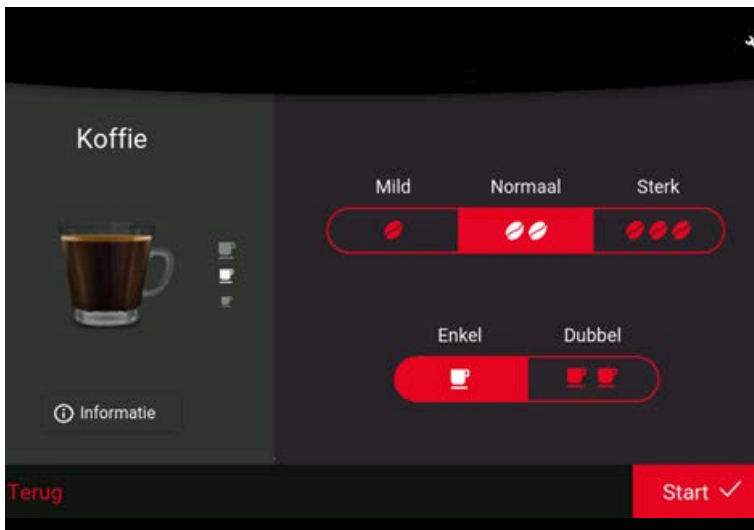 Koffie
Mild Normaal Sterk
Enkel Dubbel
Informatie
Terug
Start